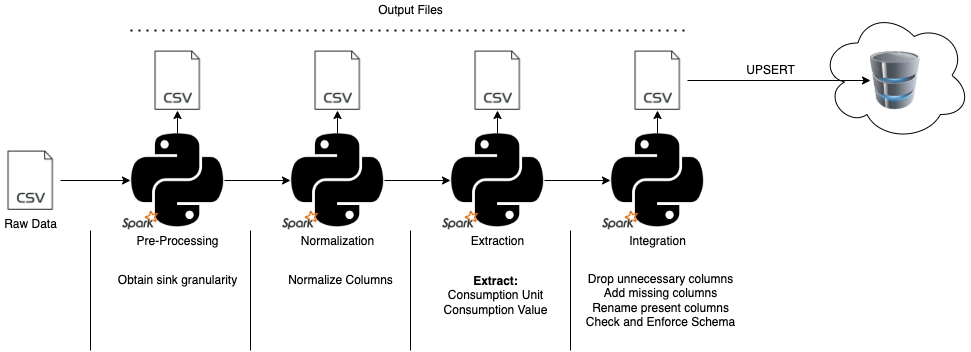 Output Files
CSV
CSV
CSV
CSV
UPSERT
CSV
Raw Data
Spark
Spark
Spark
Spark
Pre-Processing
Normalization
Extraction
Integration
Obtain sink granularity
Normalize Columns
Extract:
Consumption Unit
Consumption Value
Drop unnecessary columns
Add missing columns
Rename present columns
Check and Enforce Schema